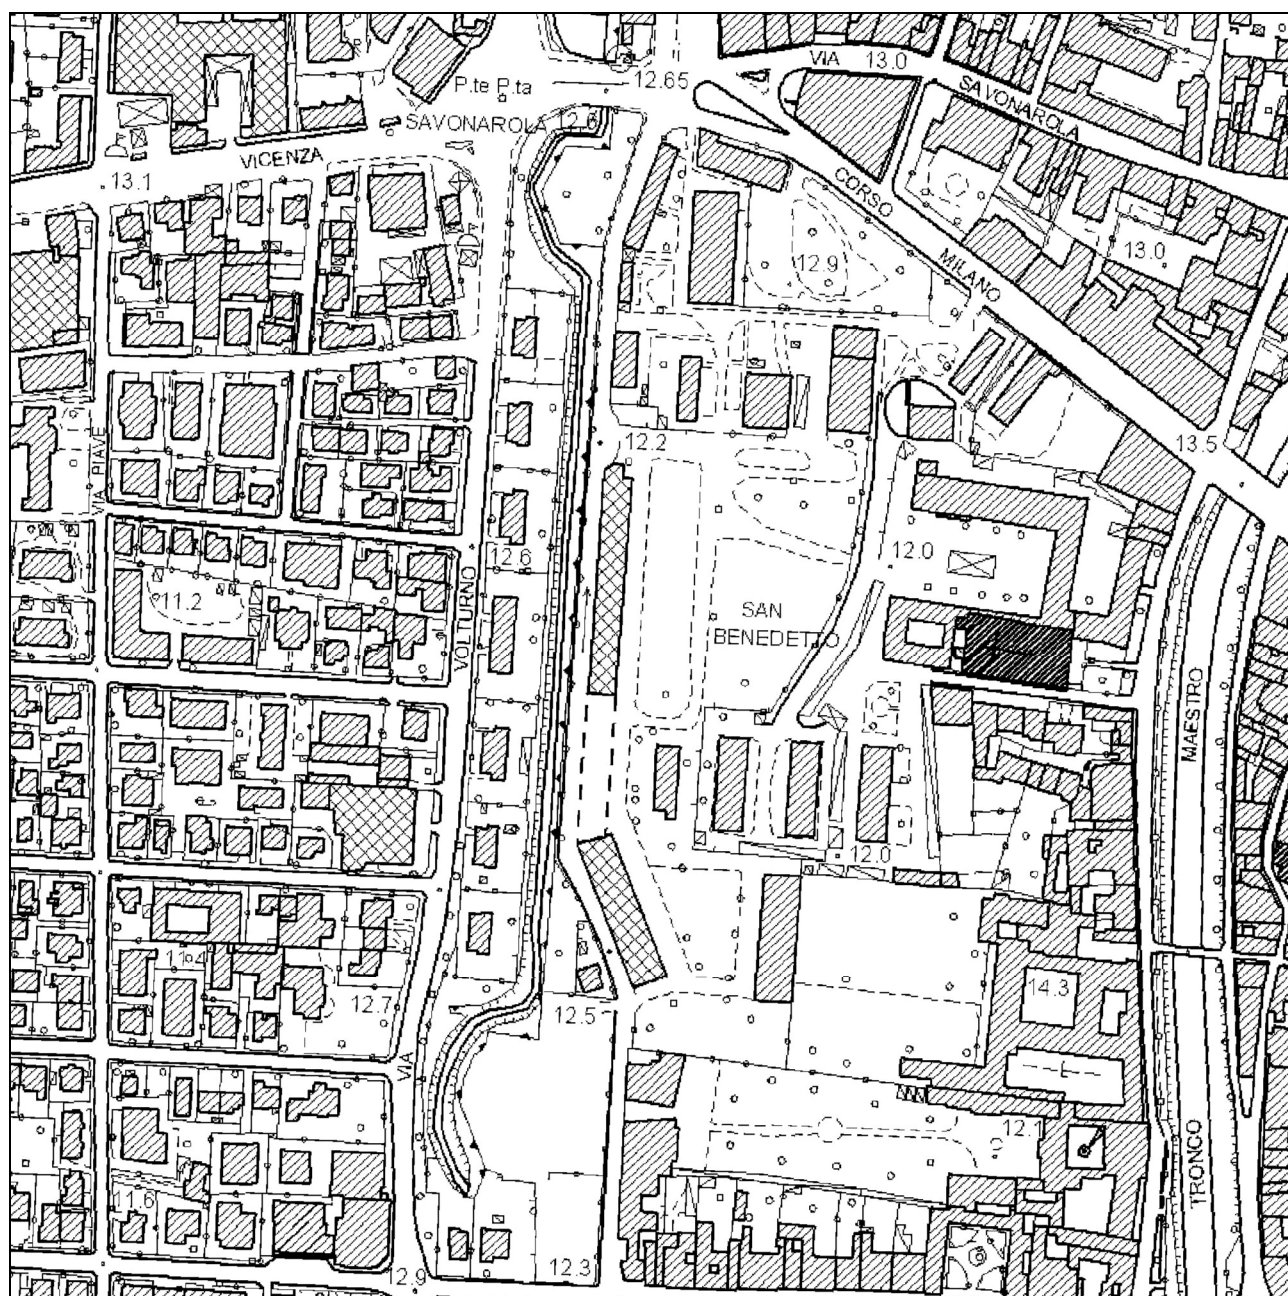 VIA
13.0
12.65
P.te P.ta
SAVONAROLA 12.6
SAVONAROLA
VICENZA
13.1
CORSO
12.9
MILANO
13.0
12.2
13.5
VIA PIAVE
12.6
12.0
11.2
VOLTURNO
SAN
BENEDETTO
MAESTRO
12.0
11.4
12.7
12.5
14.3
VIA
12.1
TRONCO
11.6
12.3
12.9